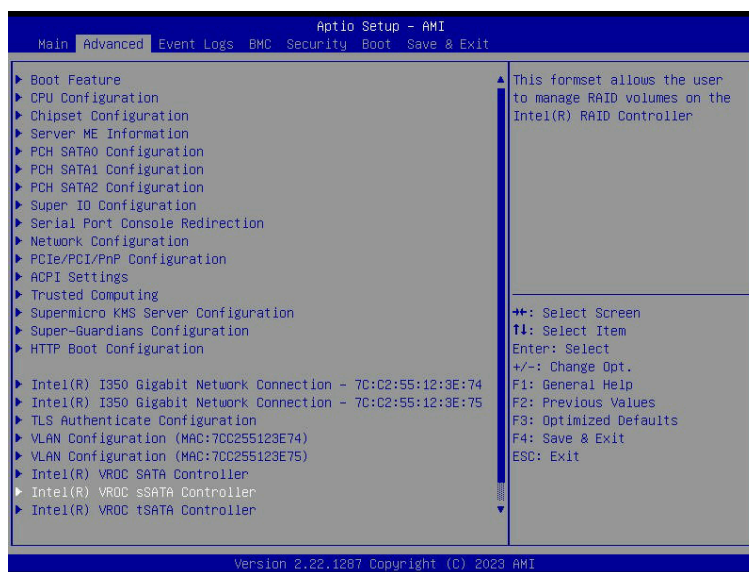 Aptio Setup – AMI
Main Advanced Event Logs BMC Security Boot Save & Exit
Boot Feature
CPU Configuration
Chipset Configuration
Server ME Information
PCH SATA0 Configuration
PCH SATA1 Configuration
PCH SATA2 Configuration
Super IO Configuration
Serial Port Console Redirection
Network Configuration
PCIe/PCI/PnP Configuration
ACPI Settings
Trusted Computing
Supermicro KMS Server Configuration
Super-Guardians Configuration
HTTP Boot Configuration
Intel(R) I350 Gigabit Network Connection – 7C:C2:55:12:3E:74
Intel(R) I350 Gigabit Network Connection – 7C:C2:55:12:3E:75
TLS Authenticate Configuration
VLAN Configuration (MAC:7CC255123E74)
VLAN Configuration (MAC:7CC255123E75)
Intel(R) VROC SATA Controller
Intel(R) VROC sSATA Controller
Intel(R) VROC tSATA Controller
This formset allows the user
to manage RAID volumes on the
Intel(R) RAID Controller
→←: Select Screen
↑↓: Select Item
Enter: Select
+/-: Change Opt.
F1: General Help
F2: Previous Values
F3: Optimized Defaults
F4: Save & Exit
ESC: Exit
Version 2.22.1287 Copyright (C) 2023 AMI